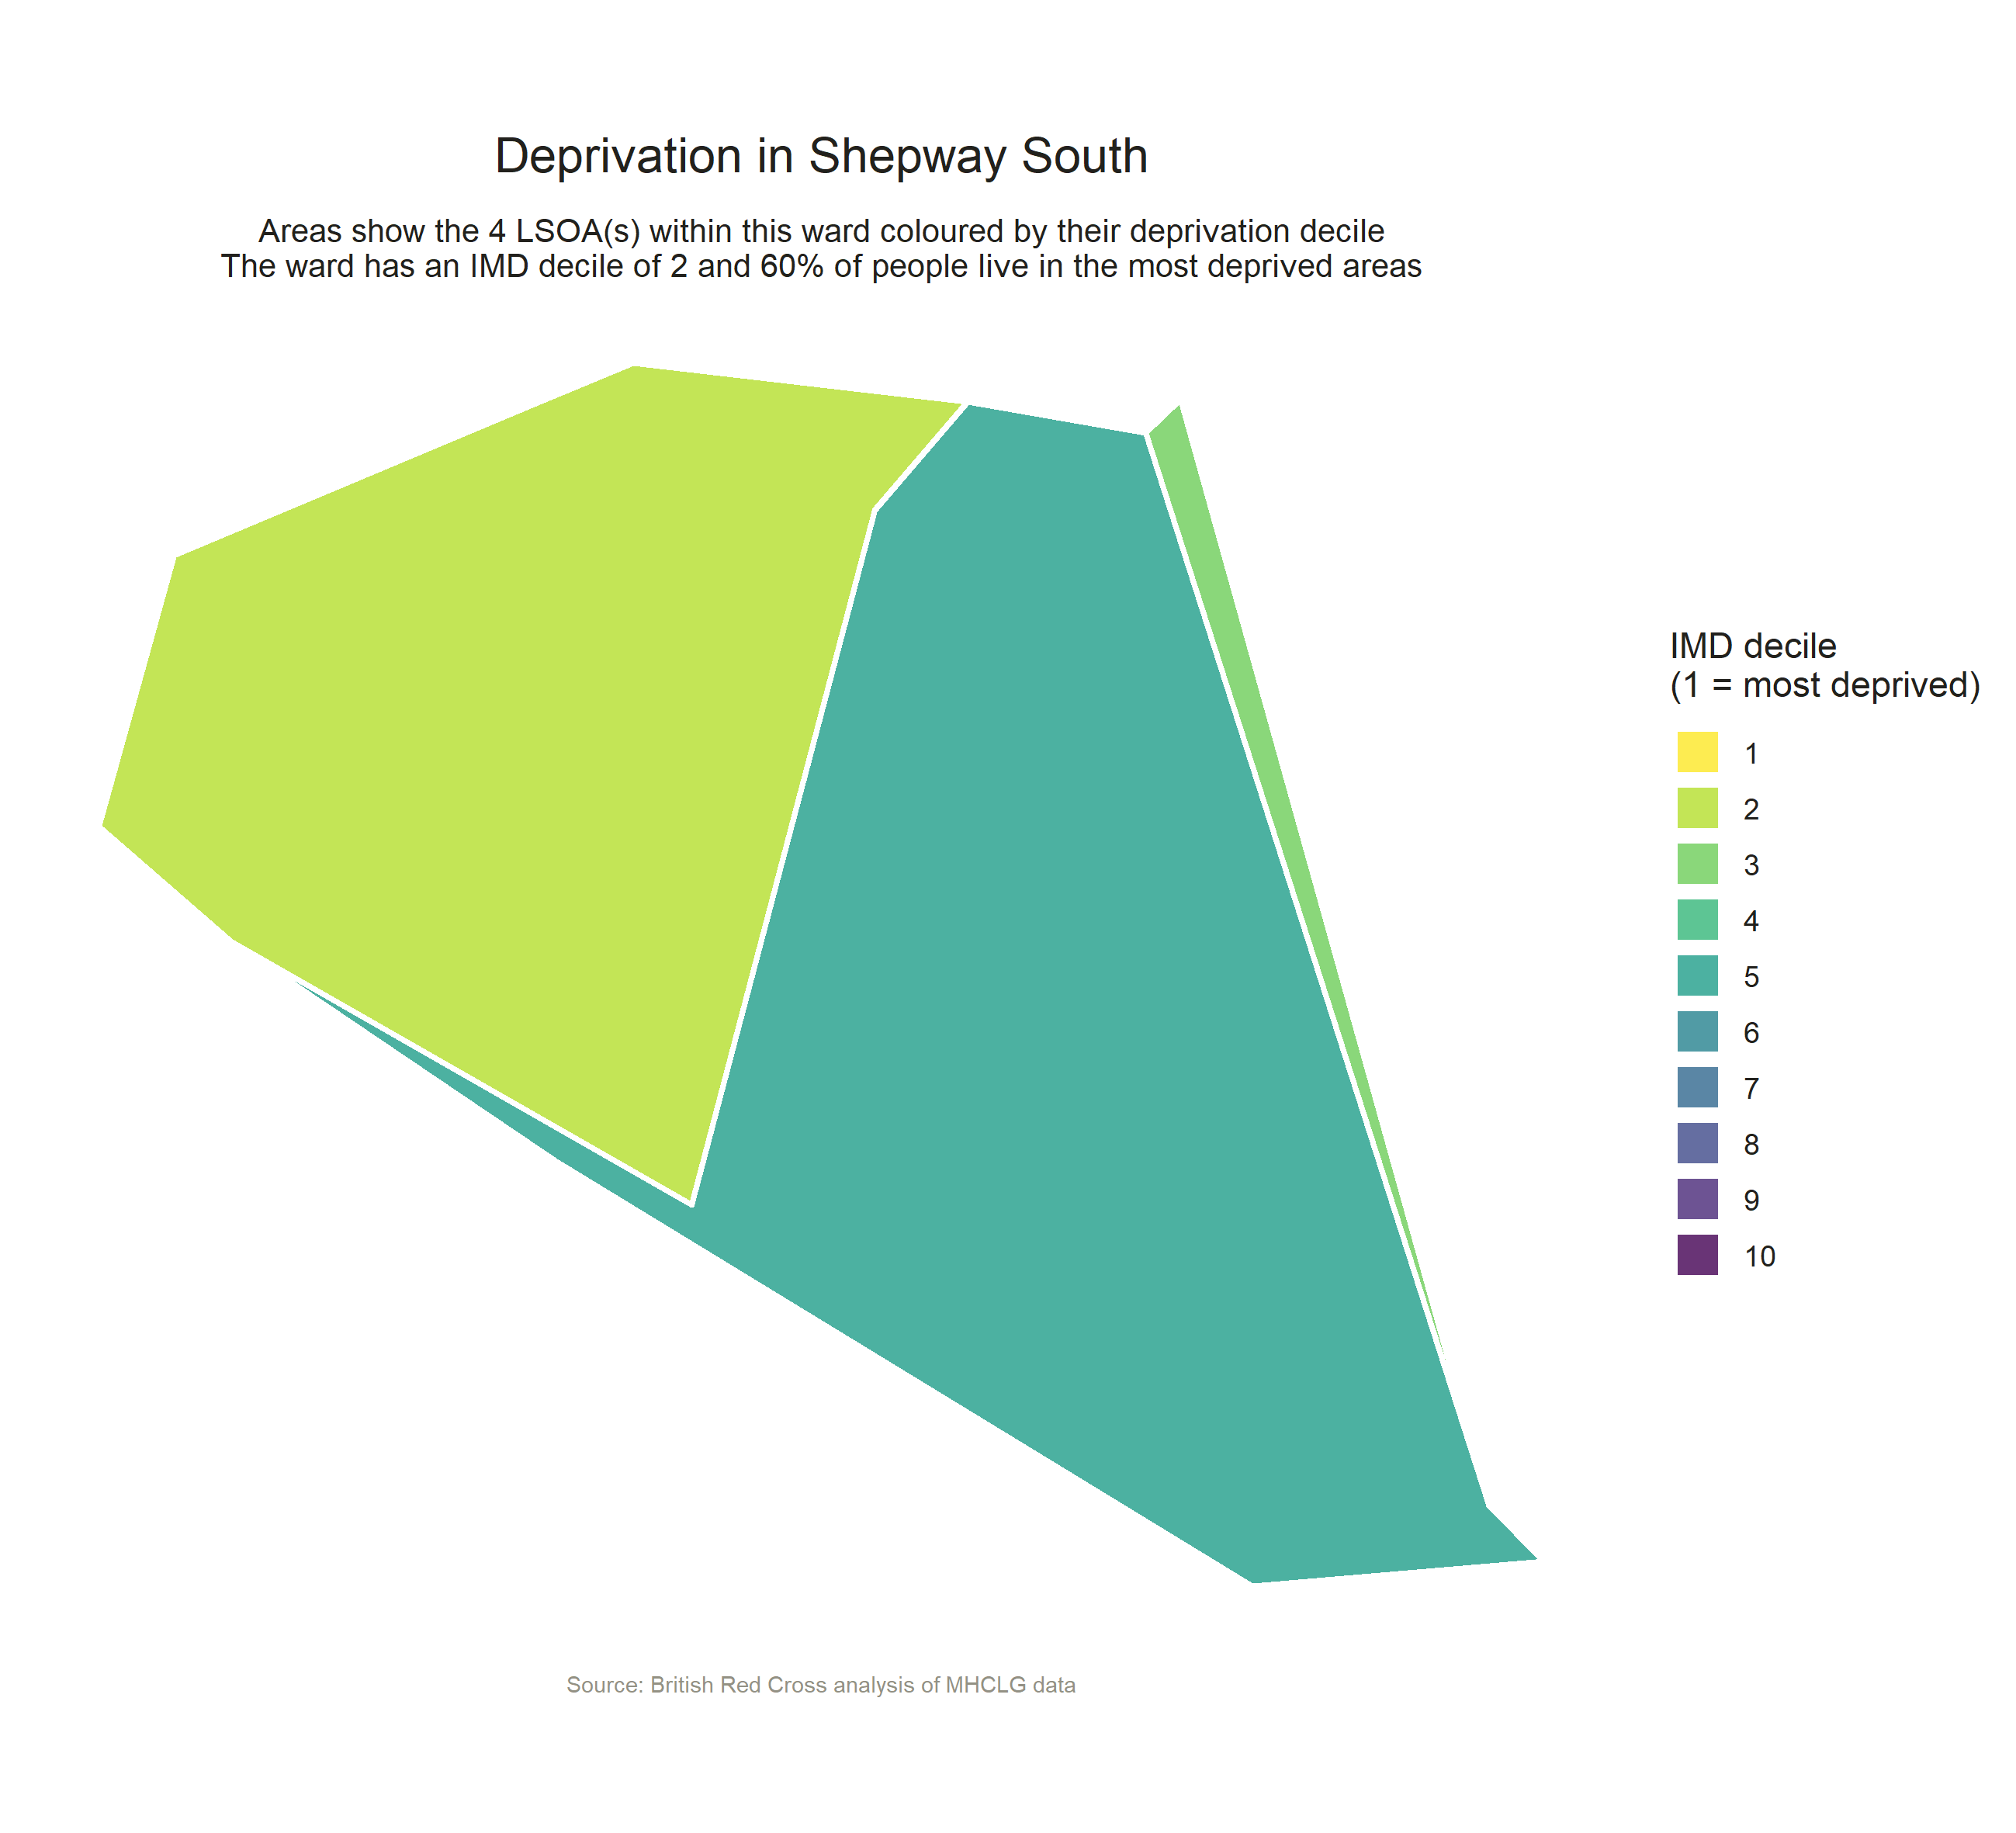 Deprivation in Shepway South
Areas show the 4 LSOA(s) within this ward coloured by their deprivation decile
The ward has an IMD decile of 2 and 60% of people live in the most deprived areas
IMD decile
(1 = most deprived)
1
2
3
4
5
6
7
8
9
10
Source: British Red Cross analysis of MHCLG data